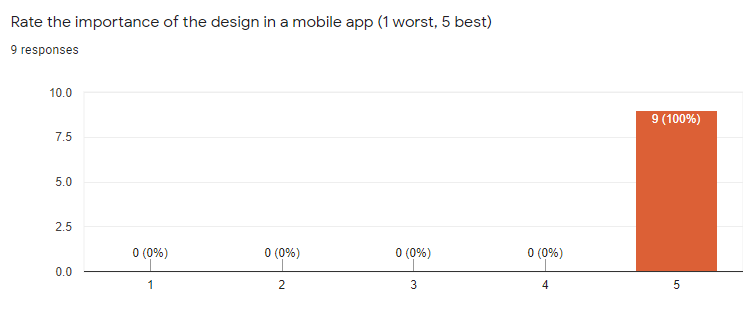 Rate the importance of the design in a mobile app (1 worst, 5 best)
9 responses
10.0
7.5
5.0
2.5
0.0
9 (100%)
0 (0%) 0 (0%) 0 (0%) 0 (0%)
1 2 3 4 5